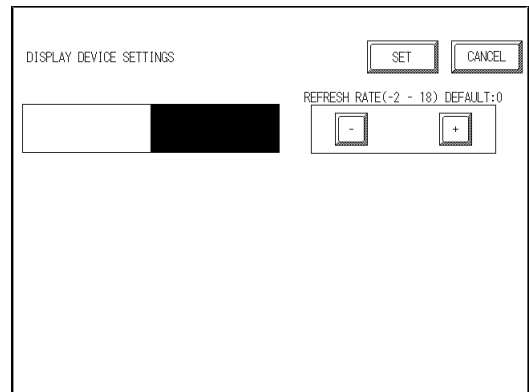 DISPLAY DEVICE SETTINGS
SET
CANCEL
REFRESH RATE(-2 - 18) DEFAULT:0
- +